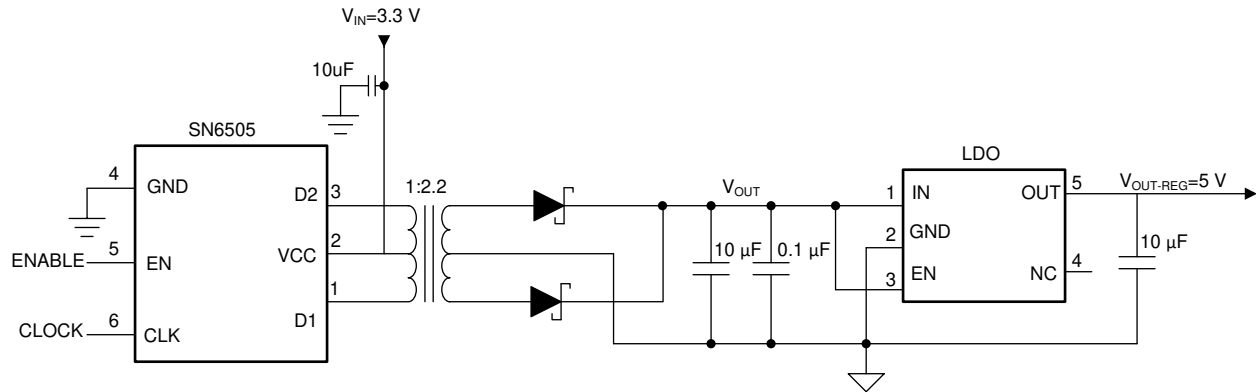 V_IN=3.3 V
10uF
SN6505
LDO
4
GND
D2
3
1:2.2
V_OUT
1
IN
OUT
5
V_OUT-REG=5 V
2
GND
VCC
2
ENABLE
5
EN
10 µF
0.1 µF
10 µF
3
EN
NC
4
1
D1
CLOCK
6
CLK